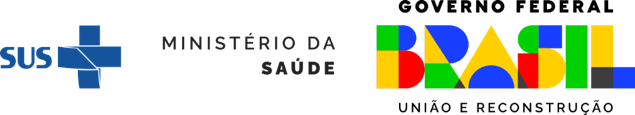 SUS
MINISTÉRIO DA
SAÚDE
GOVERNO FEDERAL
BRASIL
UNIÃO E RECONSTRUÇÃO